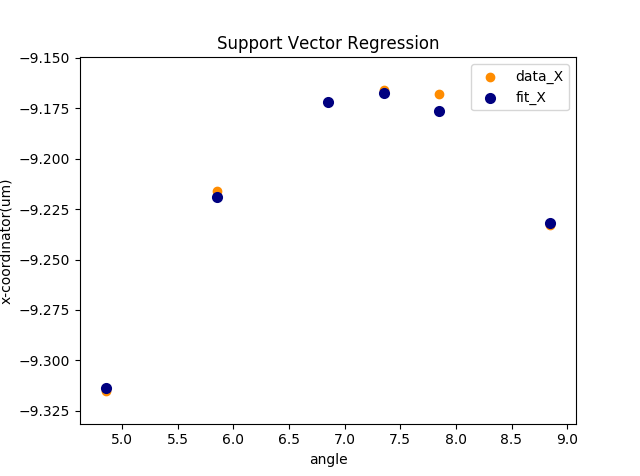 Support Vector Regression
data_X
fit_X
x-coordinator(um)
−9.150
−9.175
−9.200
−9.225
−9.250
−9.275
−9.300
−9.325
5.0 5.5 6.0 6.5 7.0 7.5 8.0 8.5 9.0
angle